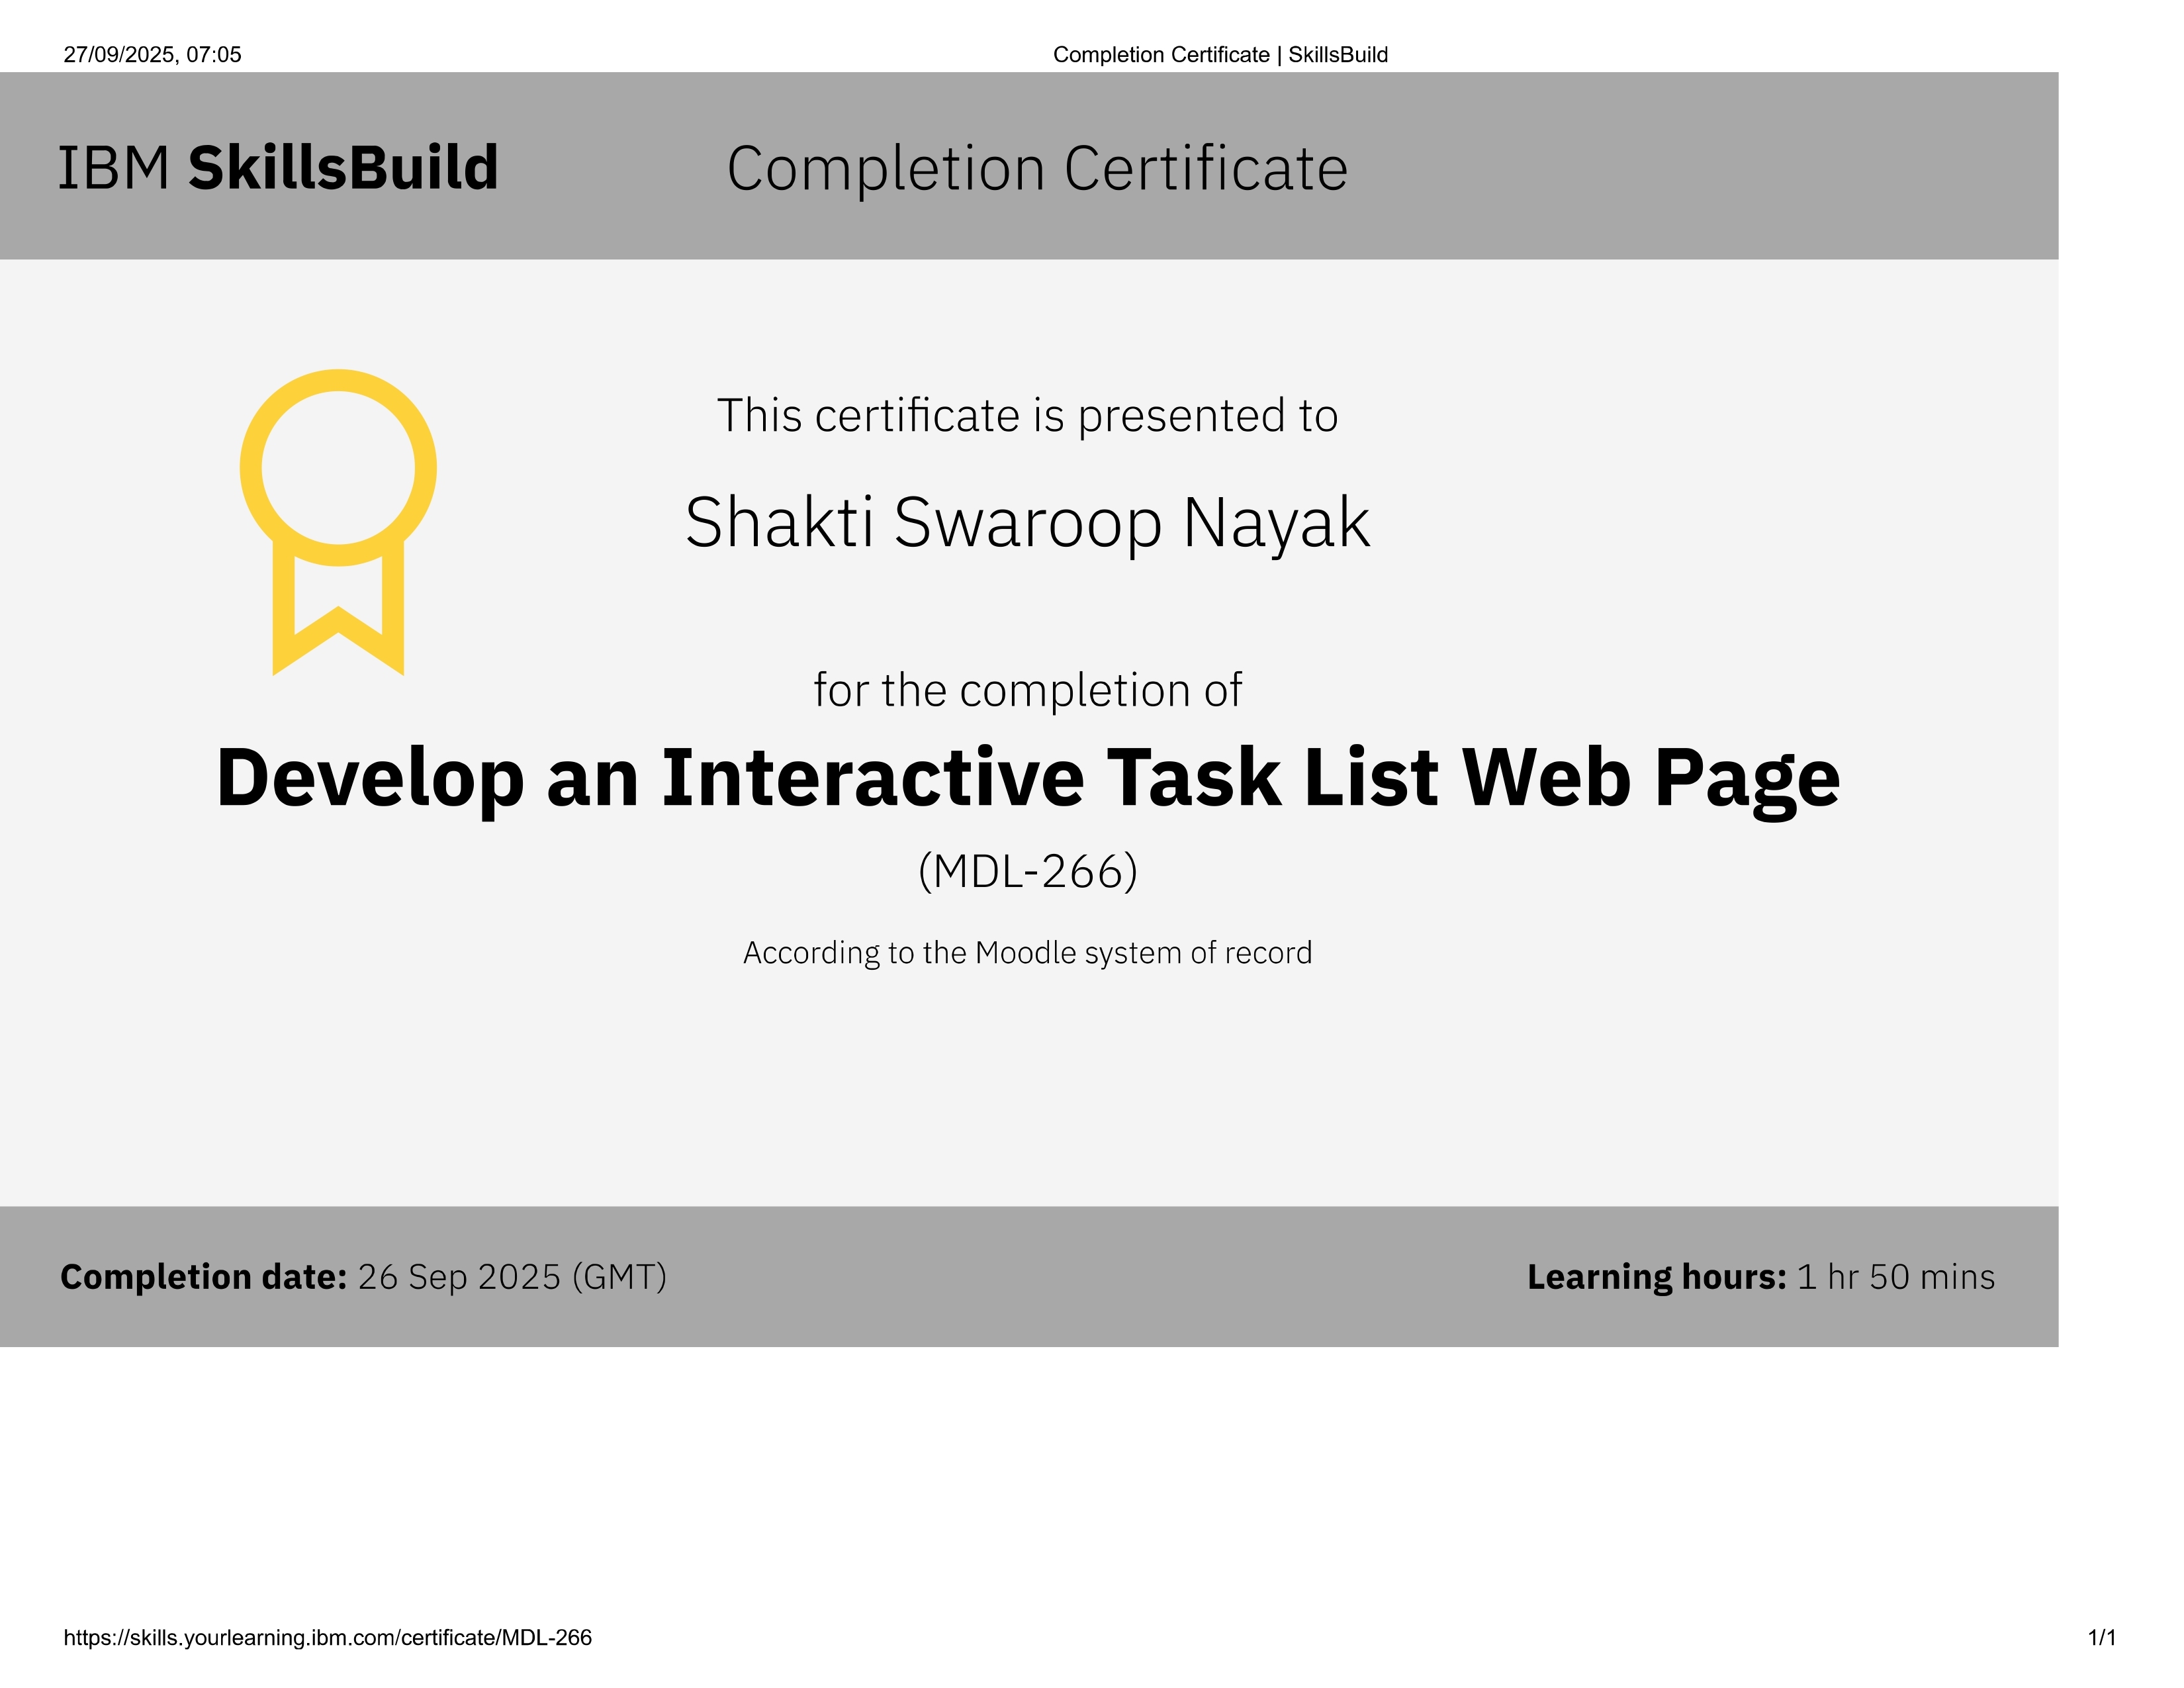 27/09/2025, 07:05
Completion Certificate | SkillsBuild
IBM SkillsBuild
Completion Certificate
This certificate is presented to
Shakti Swaroop Nayak
for the completion of
Develop an Interactive Task List Web Page
(MDL-266)
According to the Moodle system of record
Completion date: 26 Sep 2025 (GMT)
Learning hours: 1 hr 50 mins
https://skills.yourlearning.ibm.com/certificate/MDL-266
1/1